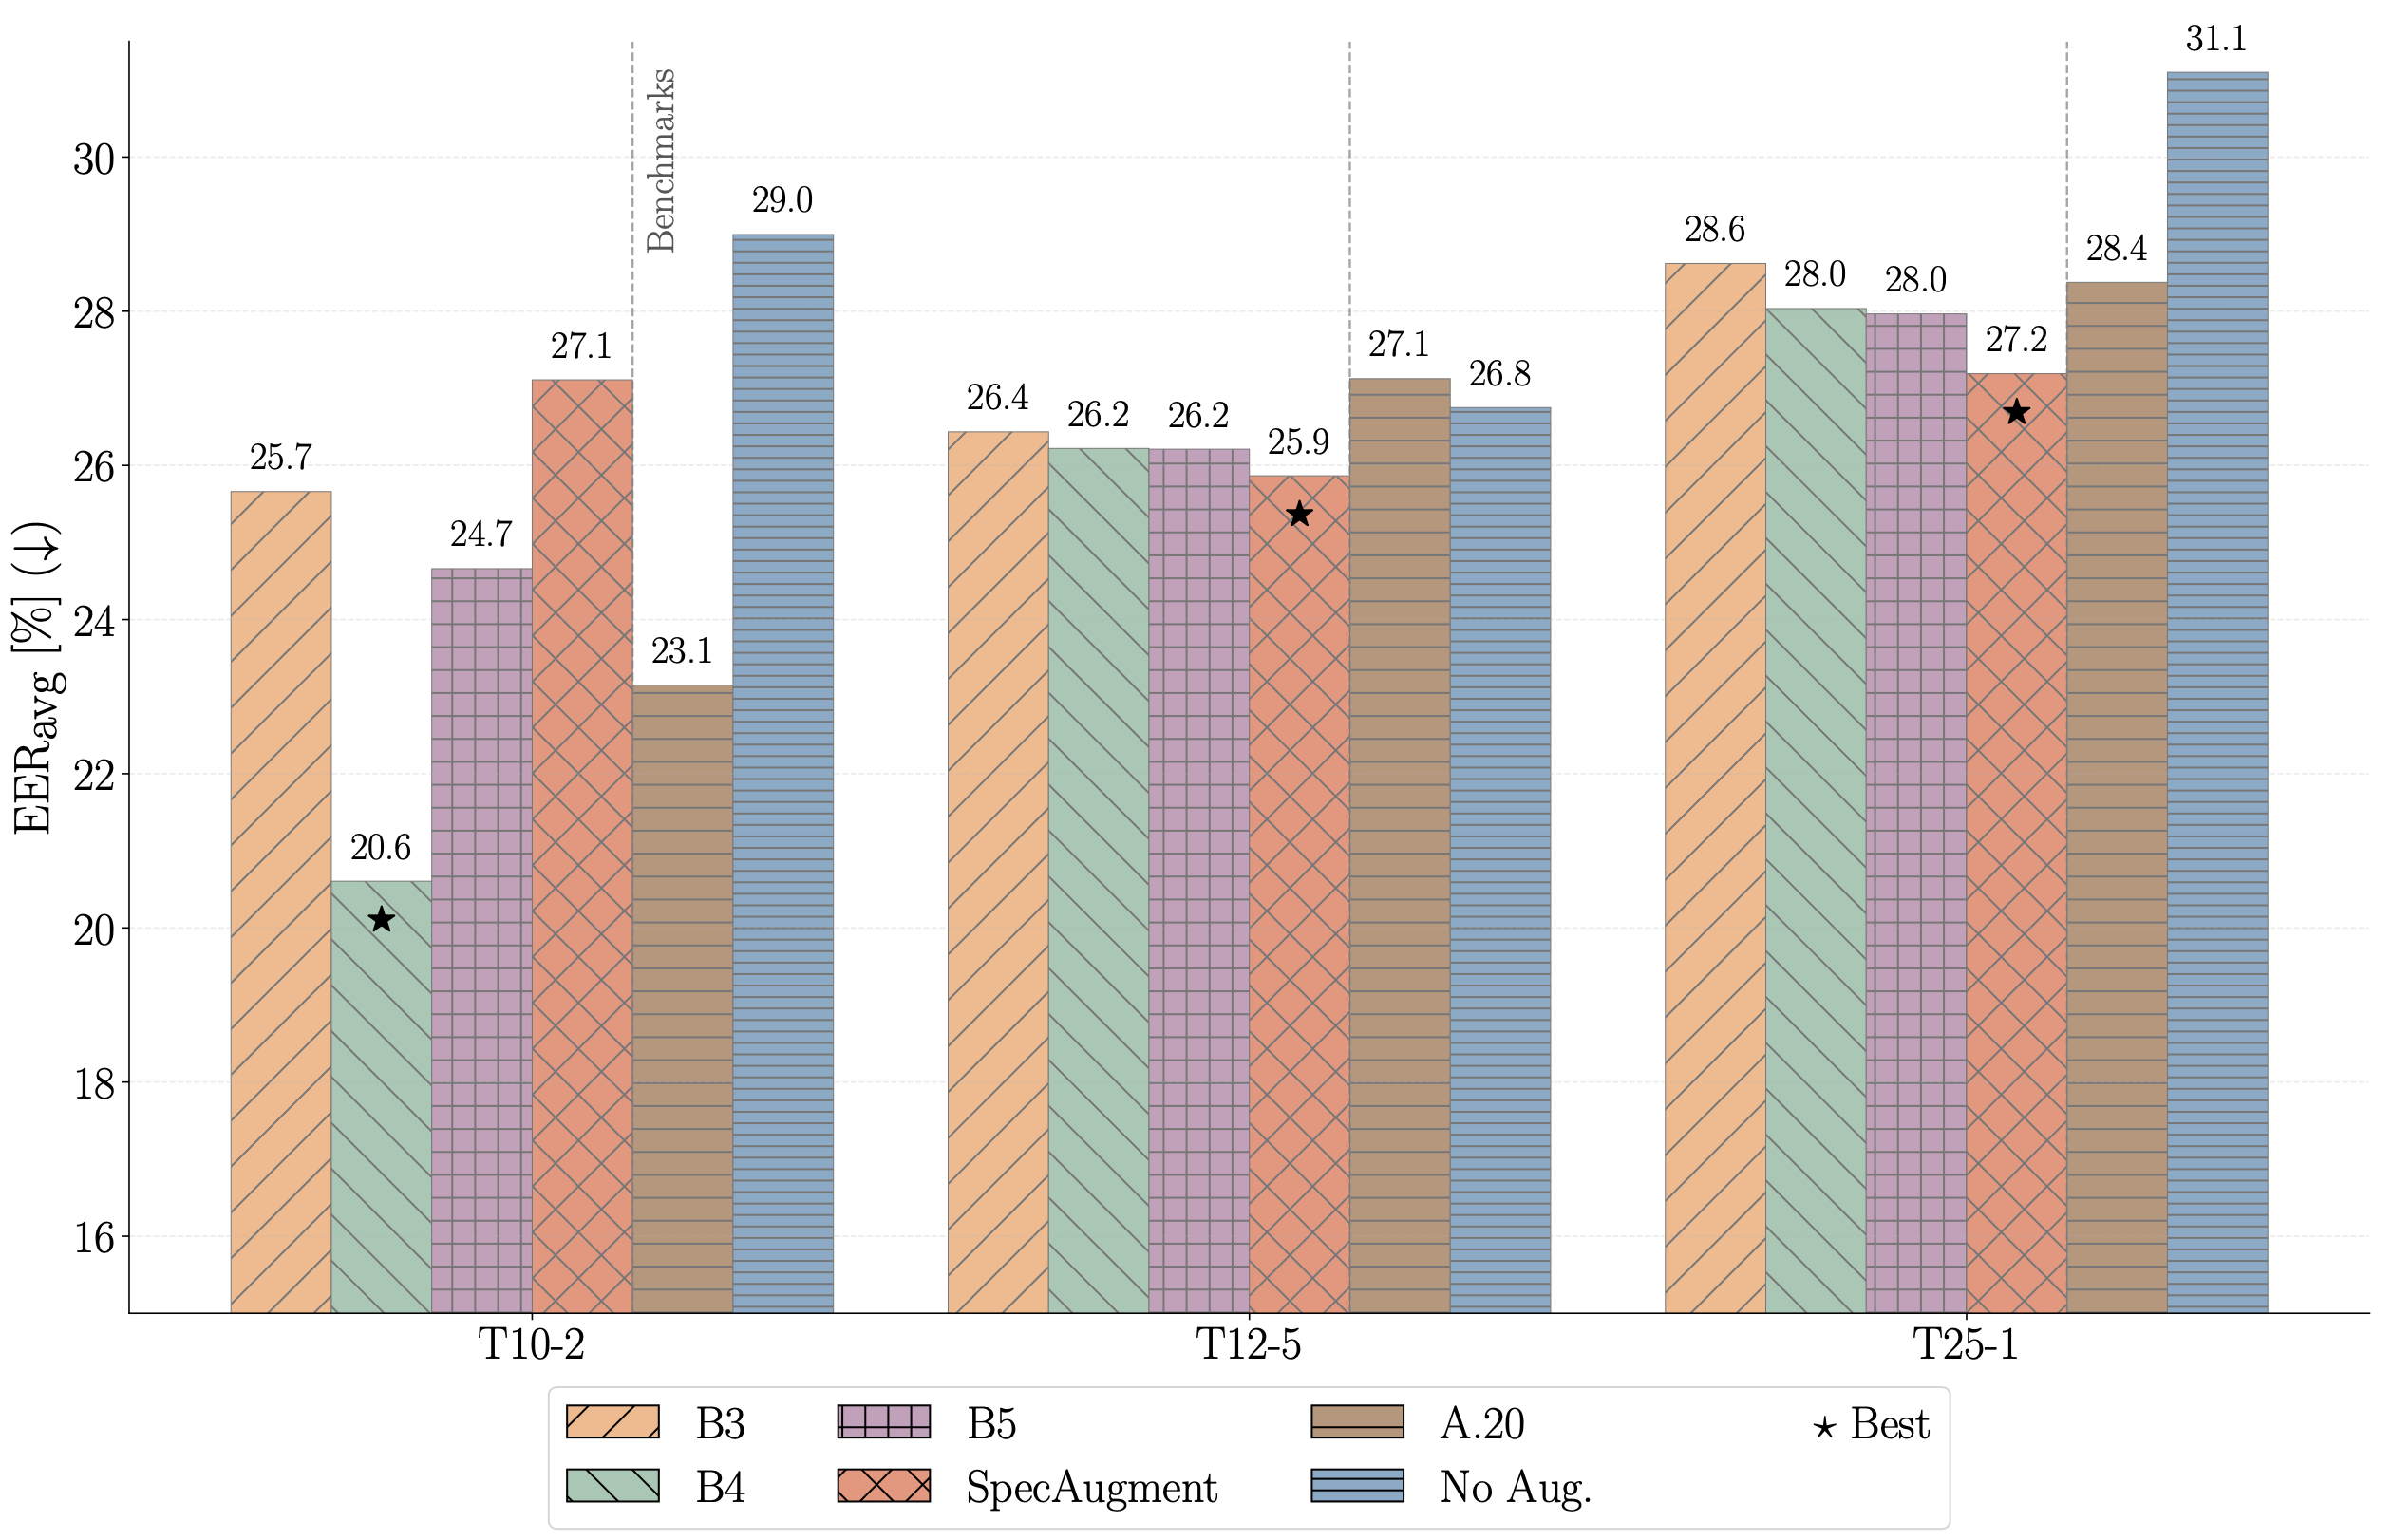 EERavg [%] (↓)
30
28
26
24
22
20
18
16
Benchmarks
25.7
20.6
24.7
27.1
23.1
29.0
26.4
26.2
26.2
25.9
27.1
26.8
28.6
28.0
28.0
27.2
28.4
31.1
T10-2
T12-5
T25-1
B3
B4
B5
SpecAugment
A.20
No Aug.
★ Best